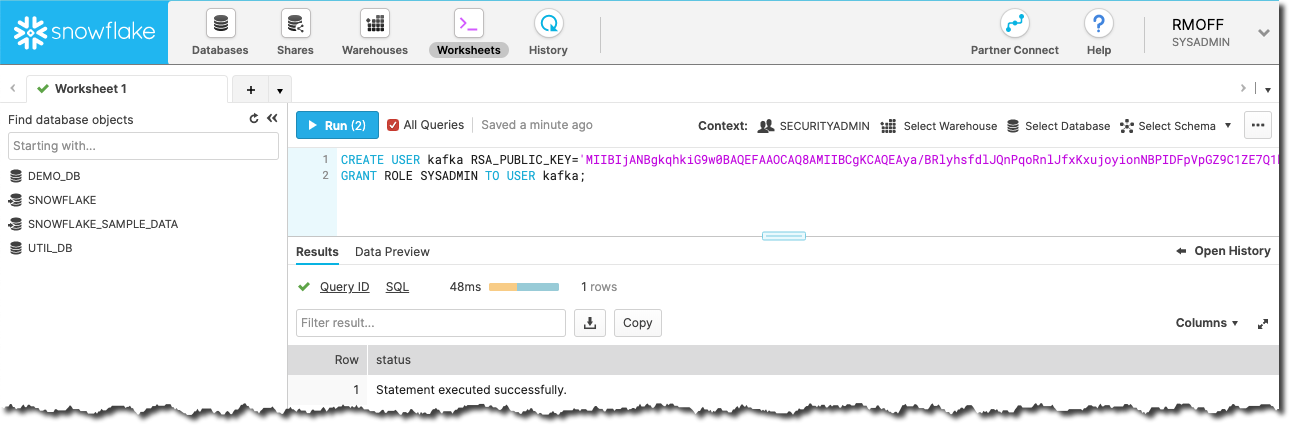 snowflake
Databases
Shares
Warehouses
Worksheets
History
Partner Connect
Help
RMOFF
SYSADMIN
Worksheet 1
Find database objects
Starting with...
DEMO_DB
SNOWFLAKE
SNOWFLAKE_SAMPLE_DATA
UTIL_DB
Run (2)
All Queries
Saved a minute ago
Context:
SECURITYADMIN
Select Warehouse
Select Database
Select Schema
1 CREATE USER kafka RSA_PUBLIC_KEY='MIIBIjANBgkqhkiG9w0BAQEFAAOCAQ8AMIIBCgKCAQEAya/BRlyhsfdlJQnPqoRnlJfxKxujoyionNBPIDFpVpGZ9C1ZE7Q1
2 GRANT ROLE SYSADMIN TO USER kafka;
Results
Data Preview
Open History
Query ID
SQL
48ms
1 rows
Filter result...
Copy
Columns
Row
status
1
Statement executed successfully.